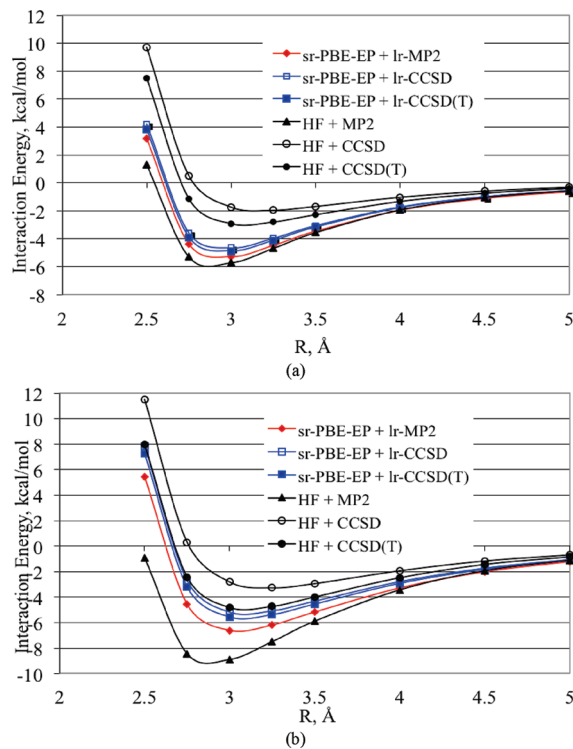 12
10
8
6
4
2
0
-2
-4
-6
-8
Interaction Energy, kcal/mol
sr-PBE-EP + lr-MP2
sr-PBE-EP + lr-CCSD
sr-PBE-EP + lr-CCSD(T)
HF + MP2
HF + CCSD
HF + CCSD(T)
2 2.5 3 3.5 4 4.5 5
R, Å
(a)
12
10
8
6
4
2
0
-2
-4
-6
-8
-10
Interaction Energy, kcal/mol
sr-PBE-EP + lr-MP2
sr-PBE-EP + lr-CCSD
sr-PBE-EP + lr-CCSD(T)
HF + MP2
HF + CCSD
HF + CCSD(T)
2 2.5 3 3.5 4 4.5 5
R, Å
(b)